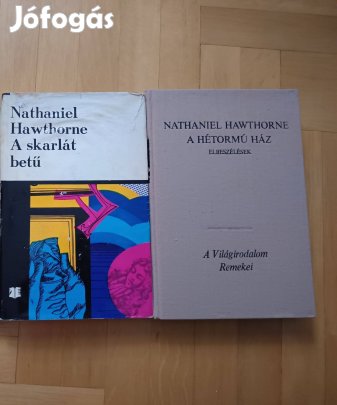 Jófogás
Nathaniel
Hawthorne
A skarlát
betű
NATHANIEL HAWTHORNE
A HÉTORMÚ HÁZ
ELBESZÉLÉSEK
A Világirodalom
Remekei